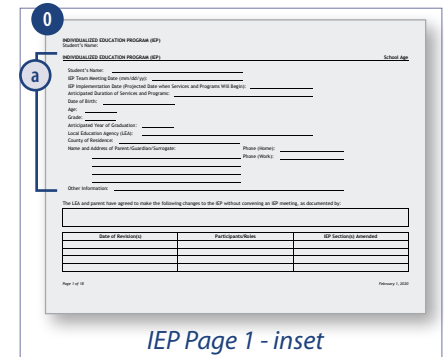 0
INDIVIDUALIZED EDUCATION PROGRAM (IEP)
Student's Name:
INDIVIDUALIZED EDUCATION PROGRAM (IEP) School Age
a
Student's Name:
IEP Team Meeting Date (mm/dd/yy):
IEP Implementation Date (Projected Date when Services and Programs Will Begin):
Anticipated Duration of Services and Programs:
Date of Birth:
Age:
Grade:
Anticipated Year of Graduation:
Local Education Agency (LEA):
County of Residence:
Name and Address of Parent/Guardian/Surrogate: Phone (Home):
Phone (Work):
Other Information:
The LEA and parent have agreed to make the following changes to the IEP without convening an IEP meeting, as documented by:
Date of Revision(s) Participants/Roles IEP Section(s) Amended
Page 1 of 18 February 1, 2020
IEP Page 1 - inset